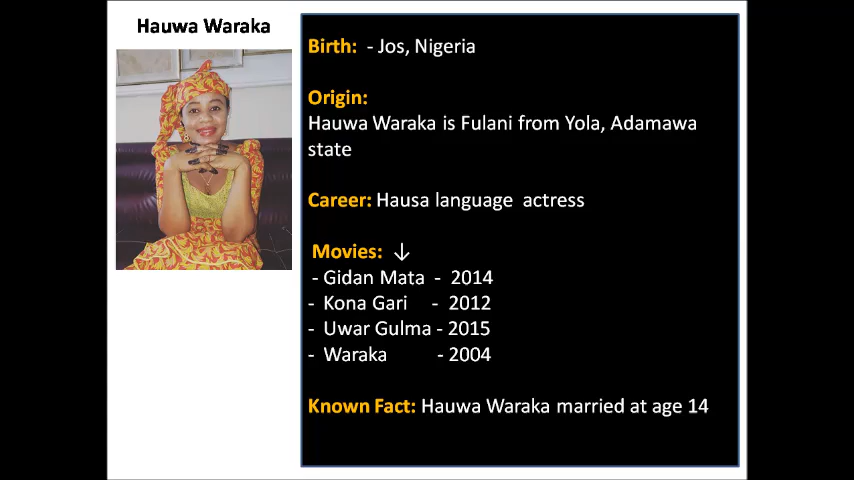 Hauwa Waraka
Birth: - Jos, Nigeria
Origin:
Hauwa Waraka is Fulani from Yola, Adamawa
state
Career: Hausa language actress
Movies: ↓
- Gidan Mata - 2014
- Kona Gari - 2012
- Uwar Gulma - 2015
- Waraka - 2004
Known Fact: Hauwa Waraka married at age 14